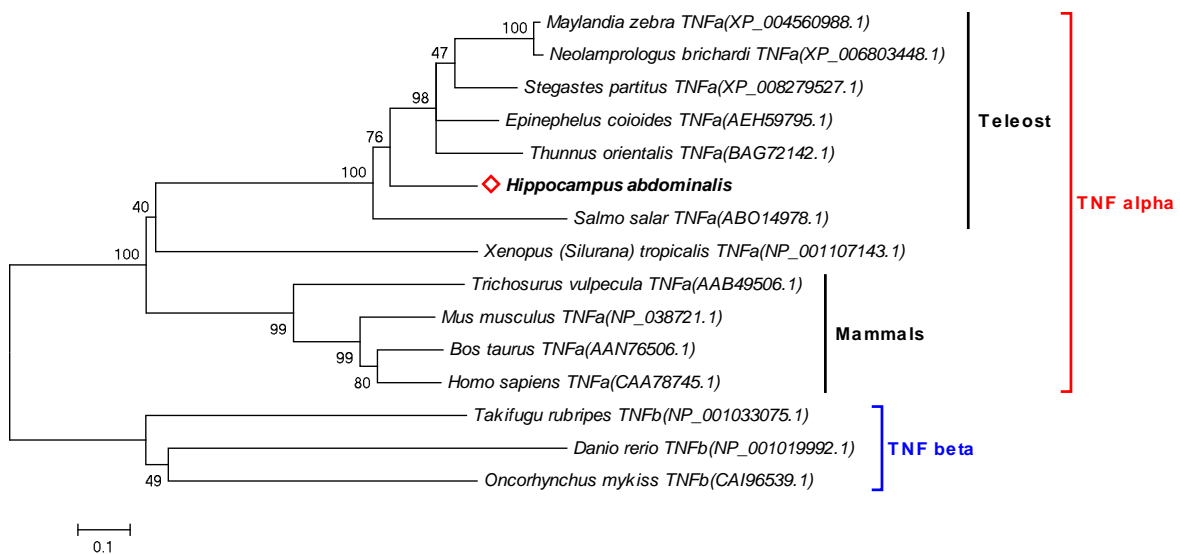 Maylandia zebra TNFa(XP_004560988.1)
100
Neolamprologus brichardi TNFa(XP_006803448.1)
47
Stegastes partitus TNFa(XP_008279527.1)
98
Epinephelus coioides TNFa(AEH59795.1)
Teleost
76
Thunnus orientalis TNFa(BAG72142.1)
100
Hippocampus abdominalis
TNF alpha
40
Salmo salar TNFa(ABO14978.1)
100
Xenopus (Silurana) tropicalis TNFa(NP_001107143.1)
Trichosurus vulpecula TNFa(AAB49506.1)
99
Mus musculus TNFa(NP_038721.1)
Mammals
99
Bos taurus TNFa(AAN76506.1)
80
Homo sapiens TNFa(CAA78745.1)
Takifugu rubripes TNFb(NP_001033075.1)
Danio rerio TNFb(NP_001019992.1)
TNF beta
49
Oncorhynchus mykiss TNFb(CAI96539.1)
0.1